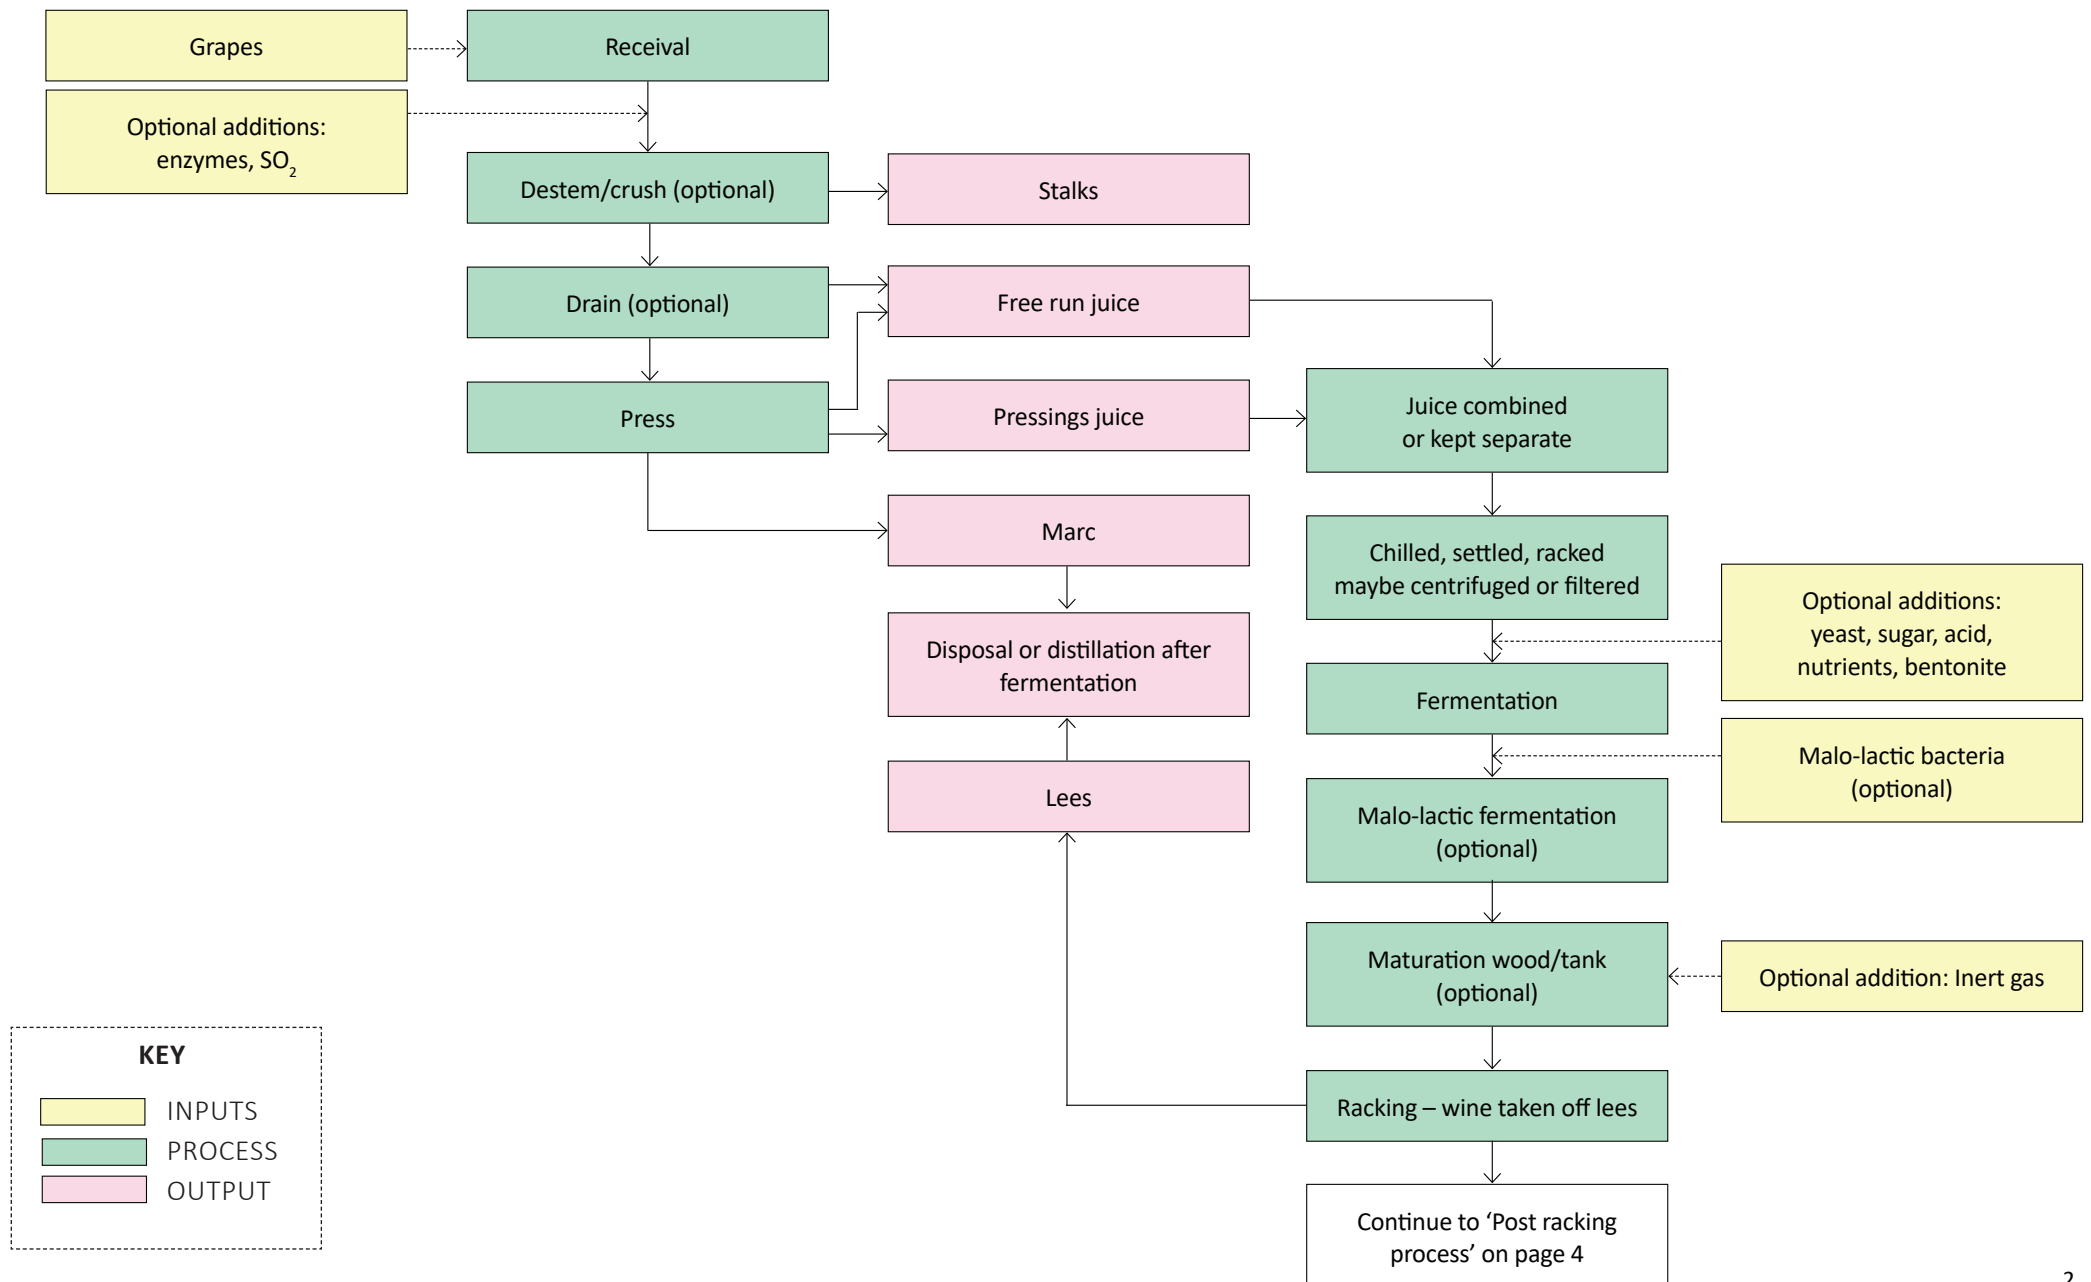 Grapes
Receival
Optional additions:
enzymes, SO₂
Destem/crush (optional)
Stalks
Drain (optional)
Free run juice
Press
Pressings juice
Juice combined
or kept separate
Marc
Chilled, settled, racked
maybe centrifuged or filtered
Optional additions:
yeast, sugar, acid,
nutrients, bentonite
Disposal or distillation after
fermentation
Fermentation
Malo-lactic bacteria
(optional)
Lees
Malo-lactic fermentation
(optional)
Maturation wood/tank
(optional)
Optional addition: Inert gas
KEY
INPUTS
PROCESS
OUTPUT
Racking – wine taken off lees
Continue to ‘Post racking
process’ on page 4
2